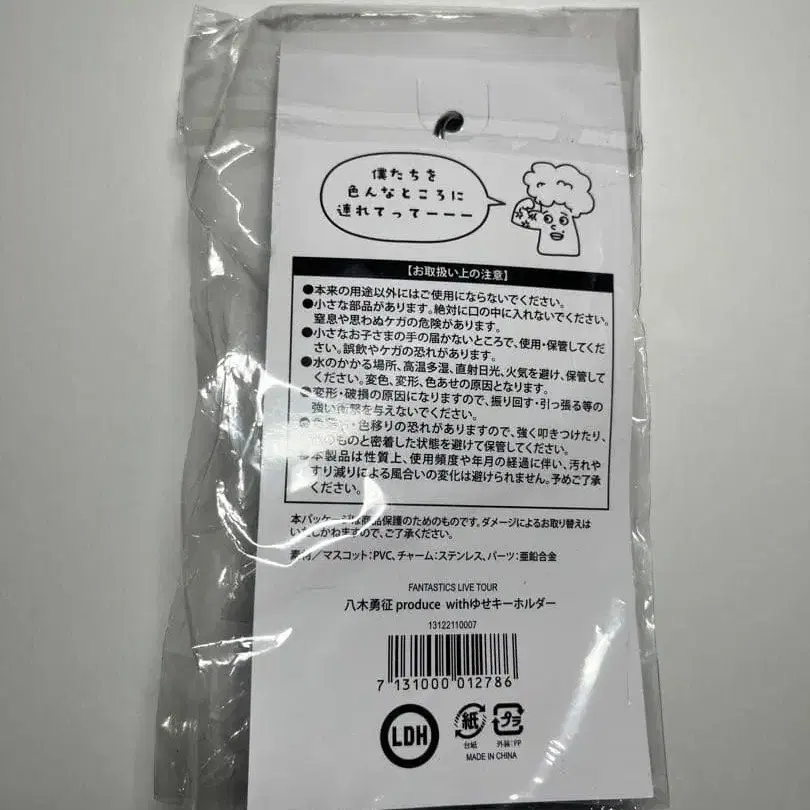 僕たちを
色んなところに
連れてってーーー
【お取扱い上の注意】
●本来の用途以外にはご使用にならないでください。
●小さな部品があります。絶対に口の中に入れないでください。
窒息や思わぬケガの危険があります。
●小さなお子さまの手の届かないところで、使用・保管してくだ
さい。誤飲やケガの恐れがあります。
●水のかかる場所、高温多湿、直射日光、火気を避け、保管して
ください。変色、変形、色あせの原因となります。
●変形・破損の原因になりますので、振り回す・引っ張る等の
強い衝撃を与えないでください。
・色移りの恐れがありますので、強く叩きつけたり、
のものと密着した状態を避けて保管してください。
●本製品は性質上、使用頻度や年月の経過に伴い、汚れや
すり減りによる風合いの変化は避けられません。予めご了承
ください。
本パッケージは商品保護のためのものです。ダメージによるお取り替えは
いたしかねますので、ご了承ください。
素材／マスコット：PVC、チャーム：ステンレス、パーツ：亜鉛合金
FANTASTICS LIVE TOUR
八木勇征 produce withゆせキーホルダー
13122110007
7 131000 012786
LDH
紙
台紙
プラ
外装：PP
MADE IN CHINA